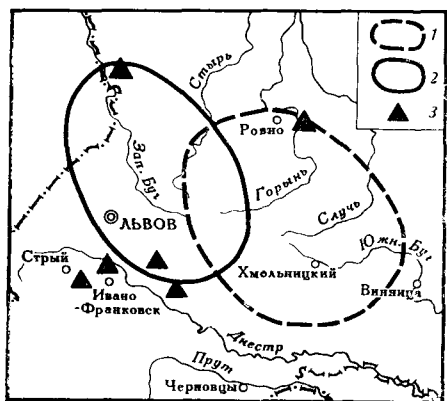 1
2
3
Стырь
Ровно
Зап. Буг
Горынь
Случь
ЛЬВОВ
Южн. Буг
Стрый
Хмельницкий
Ивано
-Франковск
Винница
Днестр
Прут
Черновцы